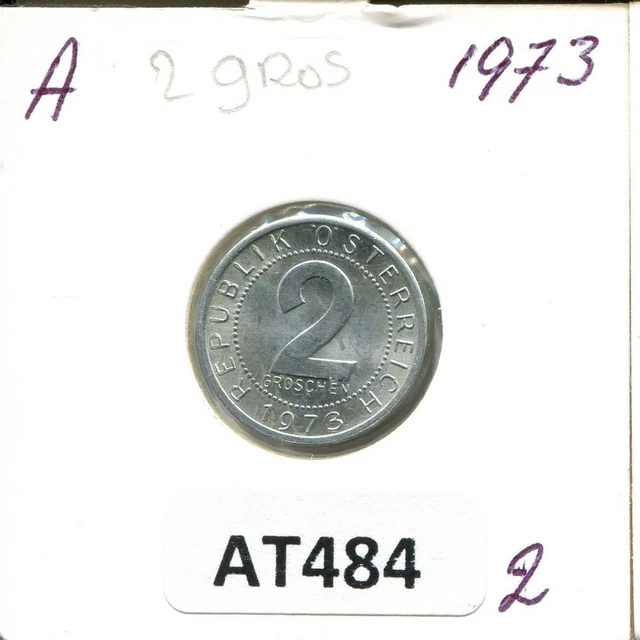 A 2 gros 1973
REPUBLIK ÖSTERREICH
2
GROSCHEN
1973
AT484
2